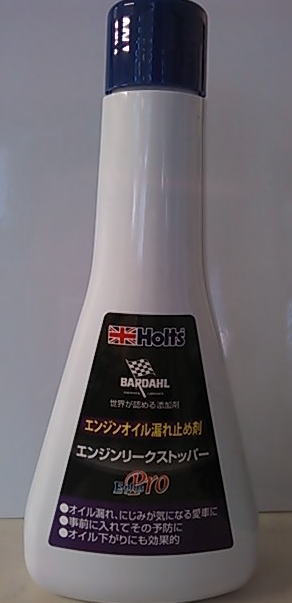 Holts
BARDAHL
世界が認める添加剤
エンジンオイル漏れ止め剤
エンジンリークストッパー
Pro
●オイル漏れ、にじみが気になる愛車に
●事前に入れてその予防に
●オイル下がりにも効果的